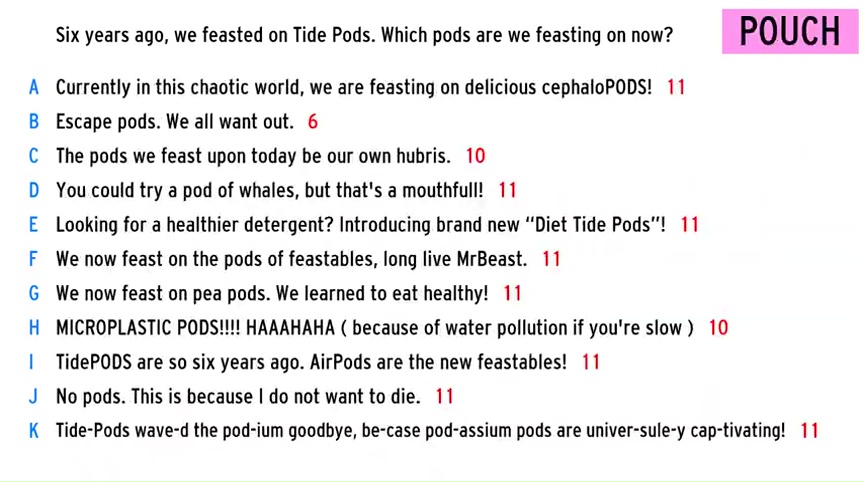 Six years ago, we feasted on Tide Pods. Which pods are we feasting on now?
POUCH
A Currently in this chaotic world, we are feasting on delicious cephaloPODS! 11
B Escape pods. We all want out. 6
C The pods we feast upon today be our own hubris. 10
D You could try a pod of whales, but that's a mouthfull! 11
E Looking for a healthier detergent? Introducing brand new “Diet Tide Pods”! 11
F We now feast on the pods of feastables, long live MrBeast. 11
G We now feast on pea pods. We learned to eat healthy! 11
H MICROPLASTIC PODS!!!! HAAAHAHA ( because of water pollution if you're slow ) 10
I TidePODS are so six years ago. AirPods are the new feastables! 11
J No pods. This is because I do not want to die. 11
K Tide-Pods wave-d the pod-ium goodbye, be-case pod-assium pods are univer-sule-y cap-tivating! 11